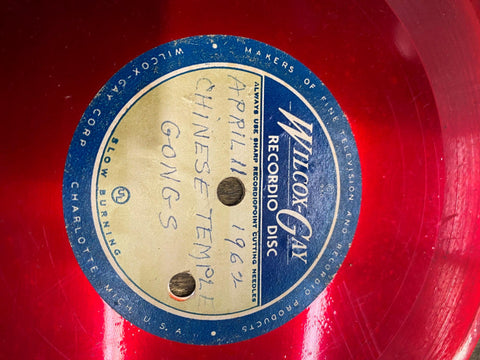 WILCOX-GAY
RECORDIO DISC
ALWAYS USE SHARP RECORDIOPOINT CUTTING NEEDLES
APRIL 11 1962
CHINESE TEMPLE
GONGS
SLOW BURNING
UL
MAKERS OF FINE TELEVISION AND RECORDIO PRODUCTS
WILCOX-GAY CORP.
CHARLOTTE, MICH., U.S.A.